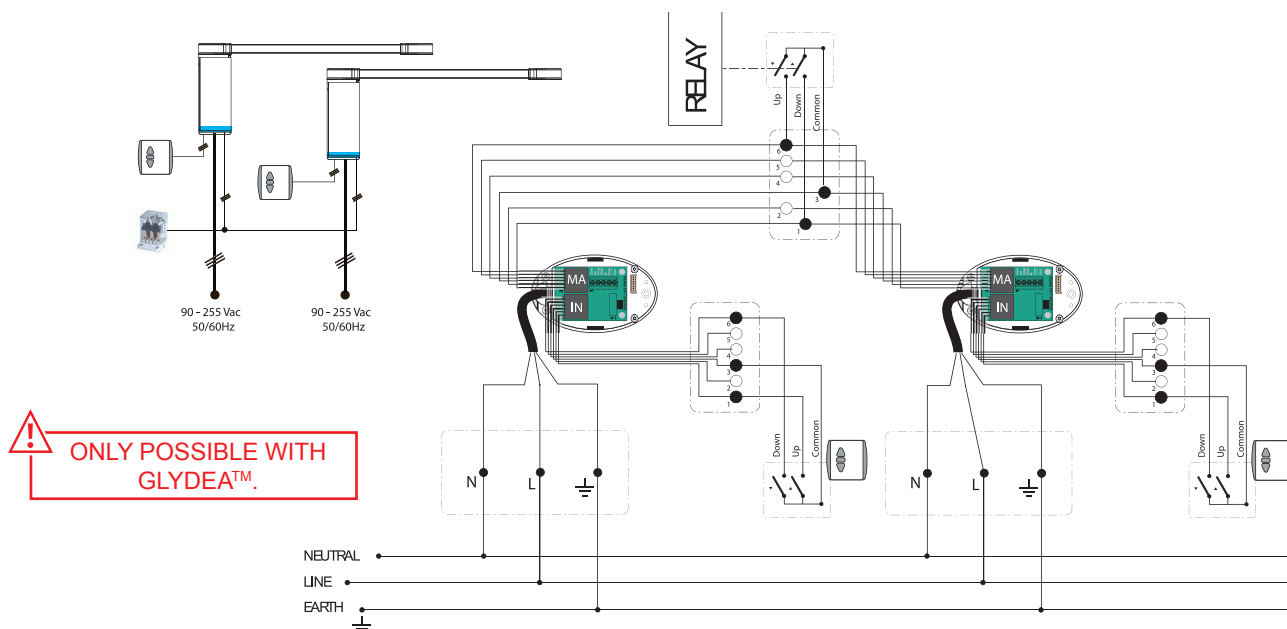 RELAY
Up
Down
Common
6
5
4
3
2
1
MA
IN
MA
IN
90 - 255 Vac
50/60Hz
90 - 255 Vac
50/60Hz
6
5
4
3
2
1
6
5
4
3
2
1
ONLY POSSIBLE WITH
GLYDEA™.
!
Down
Up
Common
Down
Up
Common
N
L
N
L
NEUTRAL
LINE
EARTH